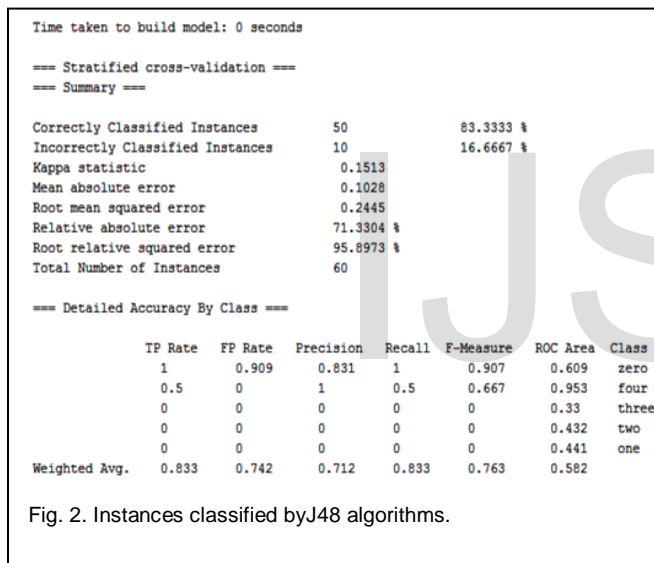 Time taken to build model: 0 seconds
=== Stratified cross-validation ===
=== Summary ===
Correctly Classified Instances 50 83.3333 %
Incorrectly Classified Instances 10 16.6667 %
Kappa statistic 0.1513
Mean absolute error 0.1028
Root mean squared error 0.2445
Relative absolute error 71.3304 %
Root relative squared error 95.8973 %
Total Number of Instances 60
=== Detailed Accuracy By Class ===
TP Rate FP Rate Precision Recall F-Measure ROC Area Class
1 0.909 0.831 1 0.907 0.609 zero
0.5 0 1 0.5 0.667 0.953 four
0 0 0 0 0 0.33 three
0 0 0 0 0 0.432 two
0 0 0 0 0 0.441 one
Weighted Avg. 0.833 0.742 0.712 0.833 0.763 0.582
Fig. 2. Instances classified byJ48 algorithms.
IJS